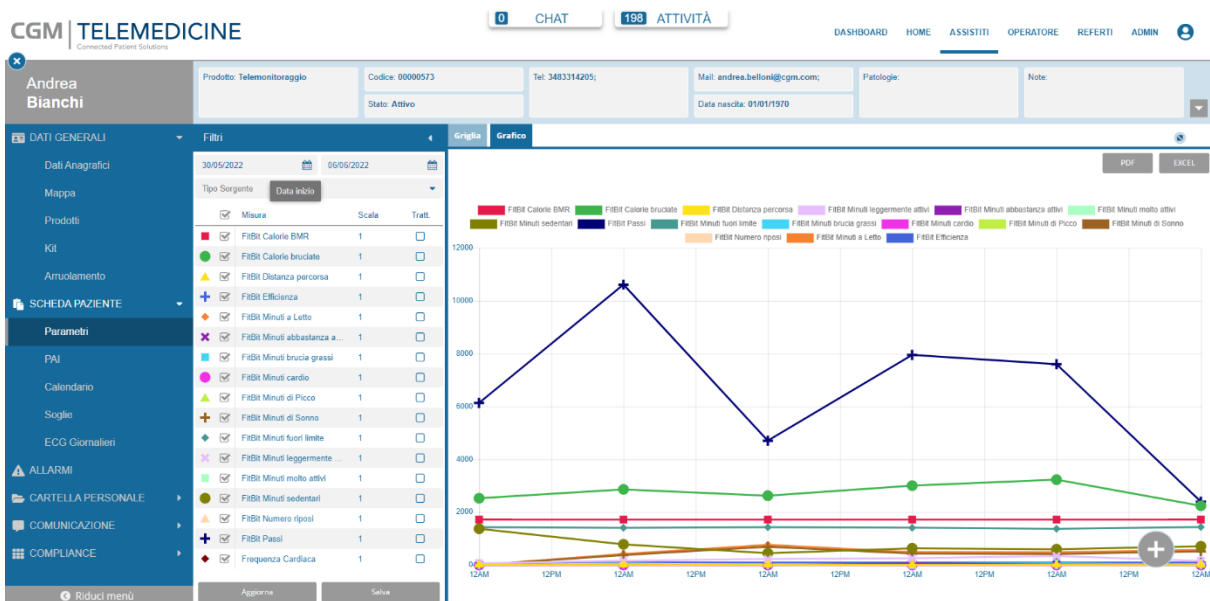 CGM TELEMEDICINE
Connected Patient Solutions
0 CHAT
198 ATTIVITÀ
DASHBOARD HOME ASSISTITI OPERATORE REFERTI ADMIN
Andrea
Bianchi
Prodotto: Telemonitoraggio
Codice: 00000573
Stato: Attivo
Tel: 3483314205;
Mail: andrea.belloni@cgm.com;
Data nascita: 01/01/1970
Patologie:
Note:
DATI GENERALI
Dati Anagrafici
Mappa
Prodotti
Kit
Arruolamento
SCHEDA PAZIENTE
Parametri
PAI
Calendario
Soglie
ECG Giornalieri
ALLARMI
CARTELLA PERSONALE
COMUNICAZIONE
COMPLIANCE
Riduci menù
Filtri
30/05/2022 06/06/2022
Tipo Sorgente
Data inizio
Misura Scala Tratt.
FitBit Calorie BMR 1
FitBit Calorie bruciate 1
FitBit Distanza percorsa 1
FitBit Efficienza 1
FitBit Minuti a Letto 1
FitBit Minuti abbastanza a... 1
FitBit Minuti brucia grassi 1
FitBit Minuti cardio 1
FitBit Minuti di Picco 1
FitBit Minuti di Sonno 1
FitBit Minuti fuori limite 1
FitBit Minuti leggermente ... 1
FitBit Minuti molto attivi 1
FitBit Minuti sedentari 1
FitBit Numero riposi 1
FitBit Passi 1
Frequenza Cardiaca 1
Aggiorna Salva
Griglia Grafico
PDF EXCEL
FitBit Calorie BMR FitBit Calorie bruciate FitBit Distanza percorsa FitBit Minuti leggermente attivi FitBit Minuti abbastanza attivi FitBit Minuti molto attivi
FitBit Minuti sedentari FitBit Passi FitBit Minuti fuori limite FitBit Minuti brucia grassi FitBit Minuti cardio FitBit Minuti di Picco FitBit Minuti di Sonno
FitBit Numero riposi FitBit Minuti a Letto FitBit Efficienza
12000
10000
8000
6000
4000
2000
0
12AM 12PM 12AM 12PM 12AM 12PM 12AM 12PM 12AM 12PM 12AM